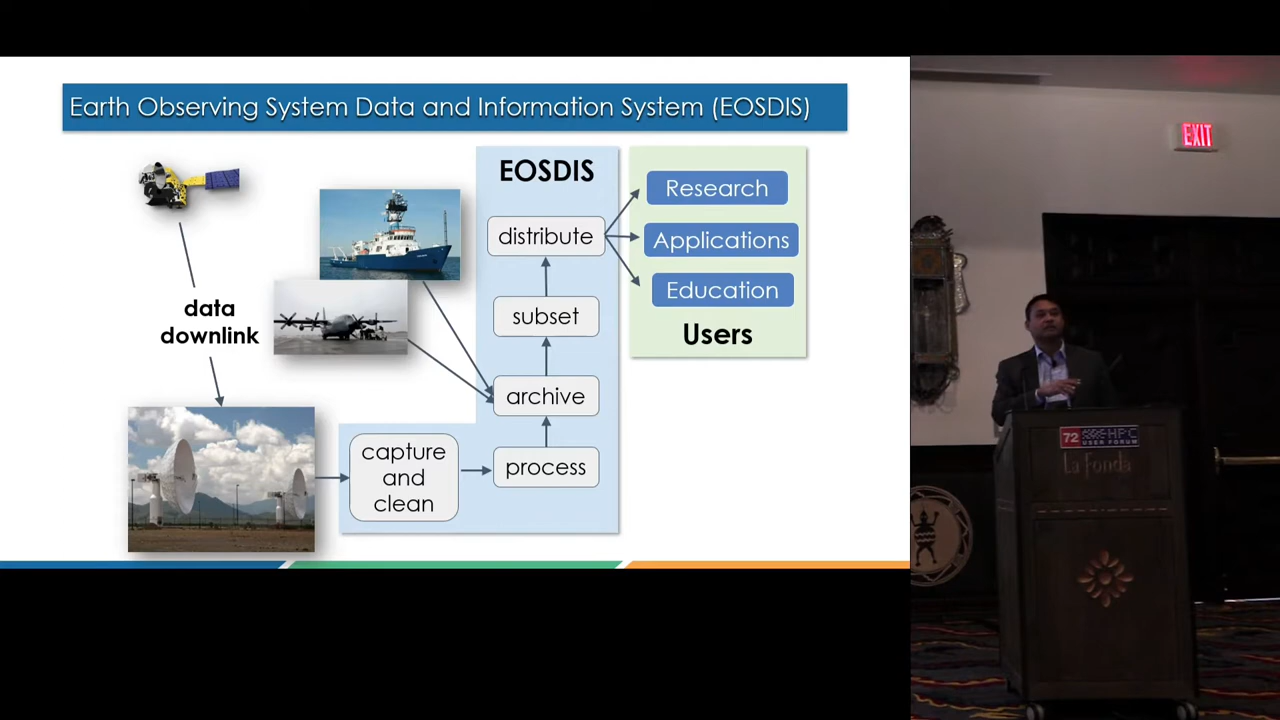 Earth Observing System Data and Information System (EOSDIS)
data
downlink
capture
and
clean
process
archive
subset
distribute
EOSDIS
Research
Applications
Education
Users
EXIT
72
HPC
USER FORUM
La Fonda